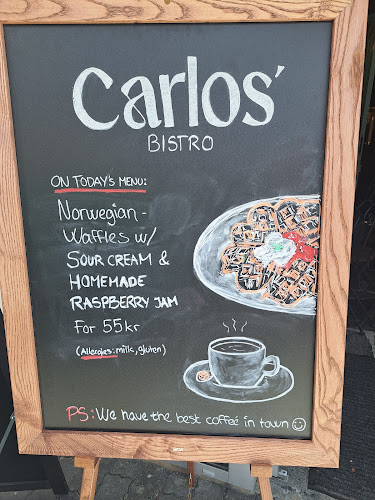 Carlos'
BISTRO
ON TODAY'S MENU:
Norwegian-
Waffles w/
SOUR CREAM &
HOMEMADE
RASPBERRY JAM
For 55kr
(Allergies: milk, gluten)
PS: We have the best coffee in town ☺